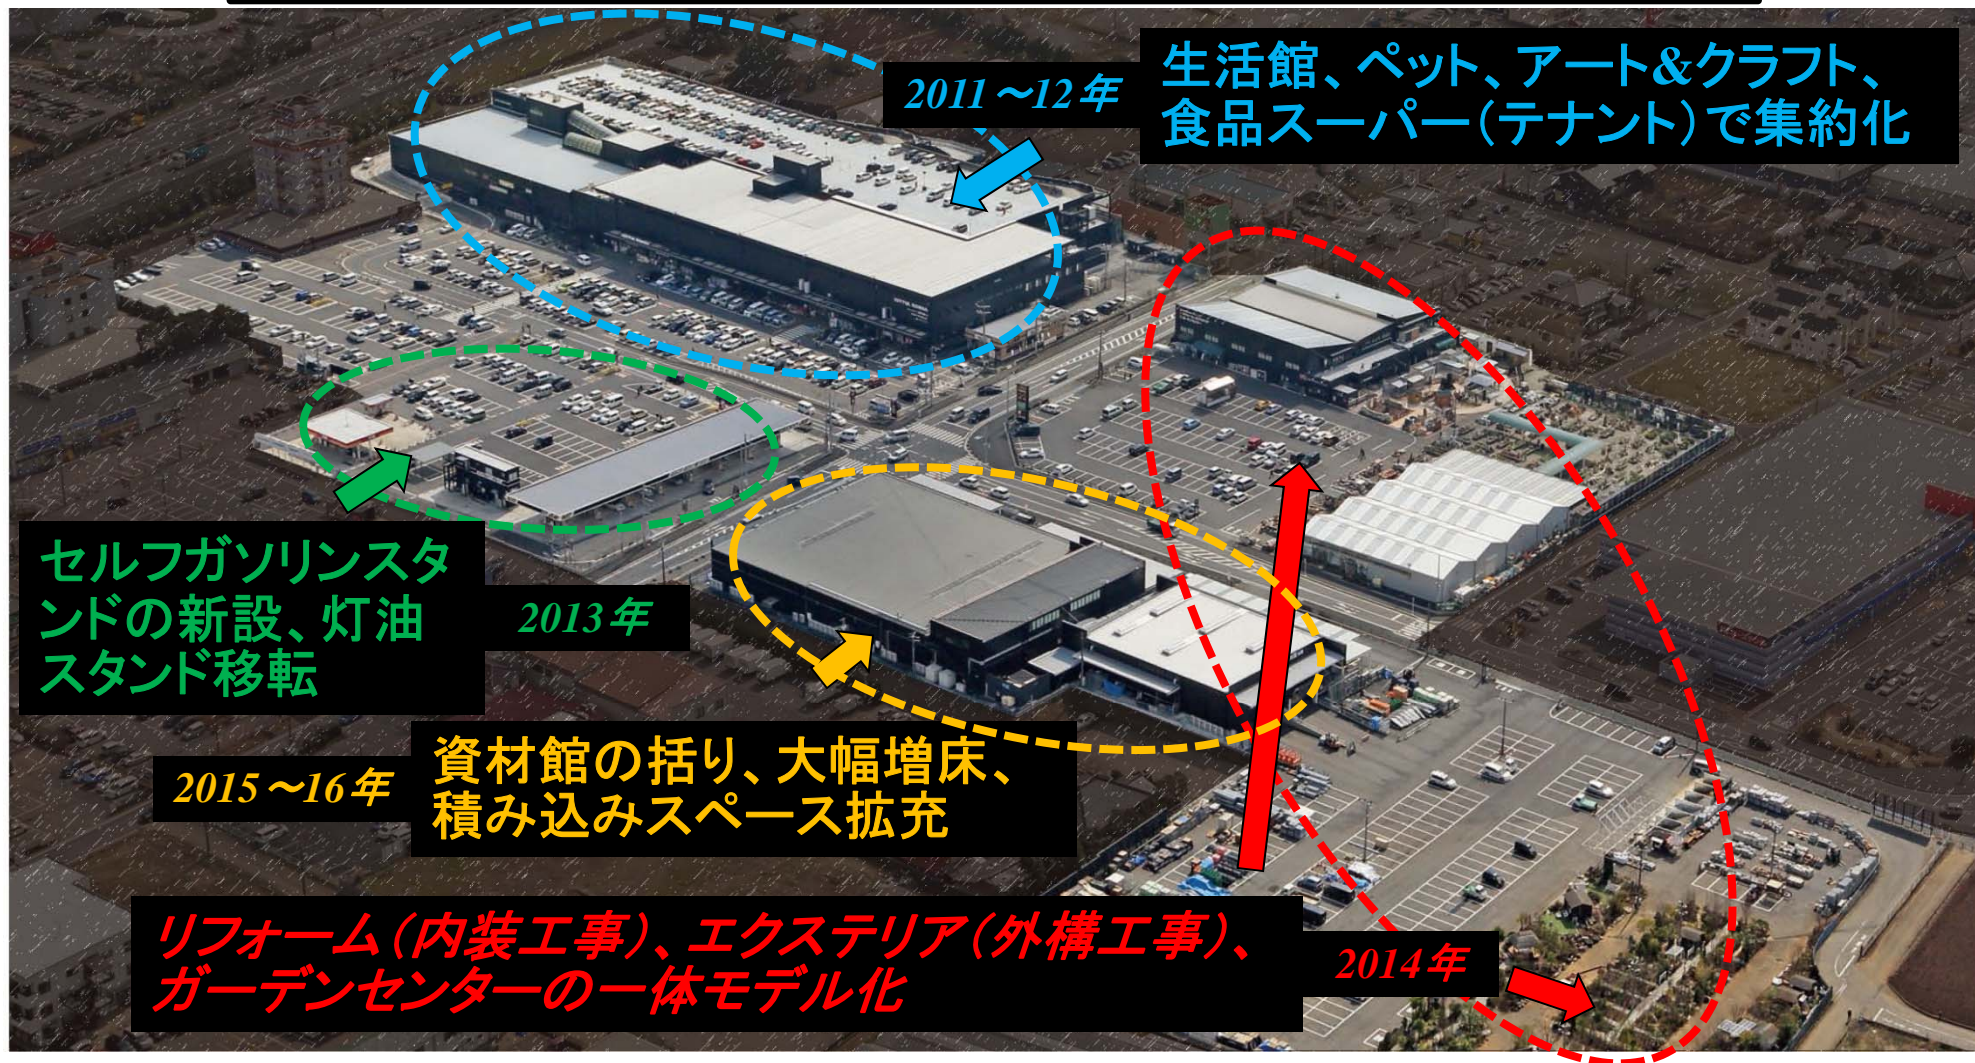 2011～12年
生活館、ペット、アート&クラフト、
食品スーパー（テナント）で集約化
セルフガソリンスタ
ンドの新設、灯油
スタンド移転
2013年
2015～16年
資材館の括り、大幅増床、
積み込みスペース拡充
リフォーム（内装工事）、エクステリア（外構工事）、
ガーデンセンターの一体モデル化
2014年